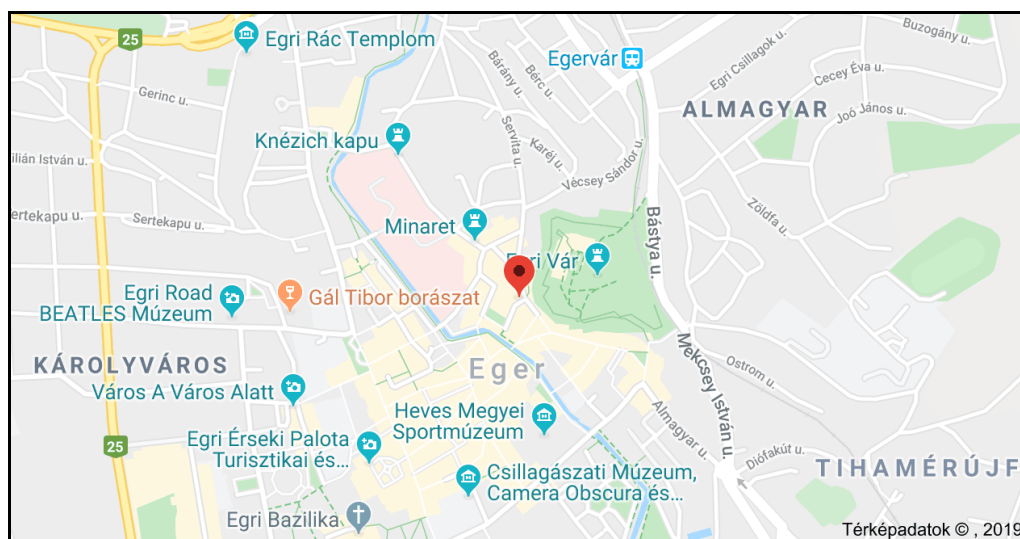 25
Egri Rác Templom
Egervár
Buzogány u.
Egri Csillagok u.
Cecey Éva u.
Joó János u.
ALMAGYAR
Gerinc u.
Bárány u.
Bérc u.
Servita u.
Karéj u.
Knézich kapu
István u.
Vécsey Sándor u.
Sertekapu u.
Sertekapu u.
Zöldfa u.
Bástya u.
Minaret
Egri Vár
Egri Road
BEATLES Múzeum
Gál Tibor borászat
KÁROLYVÁROS
Eger
Mekcsey István u.
Ostrom u.
Város A Város Alatt
Heves Megyei
Sportmúzeum
Almagyar u.
Egri Érseki Palota
Turisztikai és...
25
Diófakút u.
TIHAMÉRÚJF
Csillagászati Múzeum,
Camera Obscura és...
Egri Bazilika
Térképadatok © , 2019